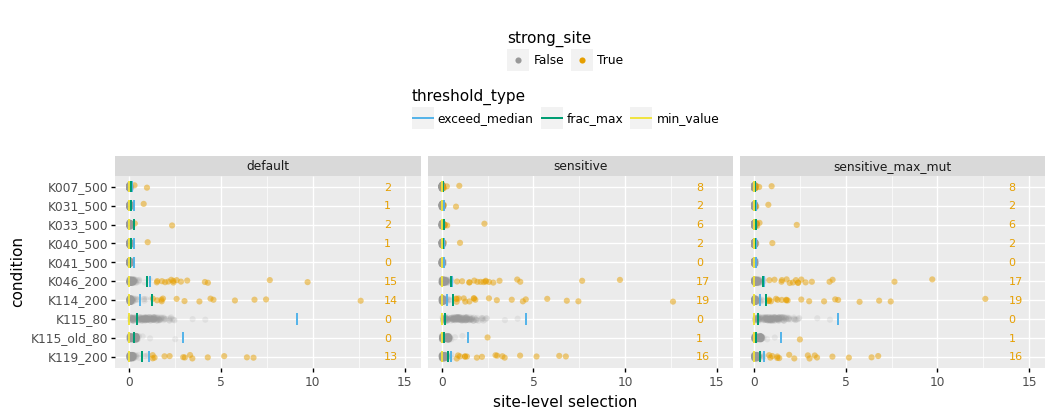 strong_site
False True
threshold_type
exceed_median frac_max min_value
default sensitive sensitive_max_mut
K007_500 2 8 8
K031_500 1 2 2
K033_500 2 6 6
K040_500 1 2 2
K041_500 0 0 0
K046_200 15 17 17
K114_200 14 19 19
K115_80 0 0 0
K115_old_80 0 1 1
K119_200 13 16 16
condition
0 5 10 15 0 5 10 15 0 5 10 15
site-level selection